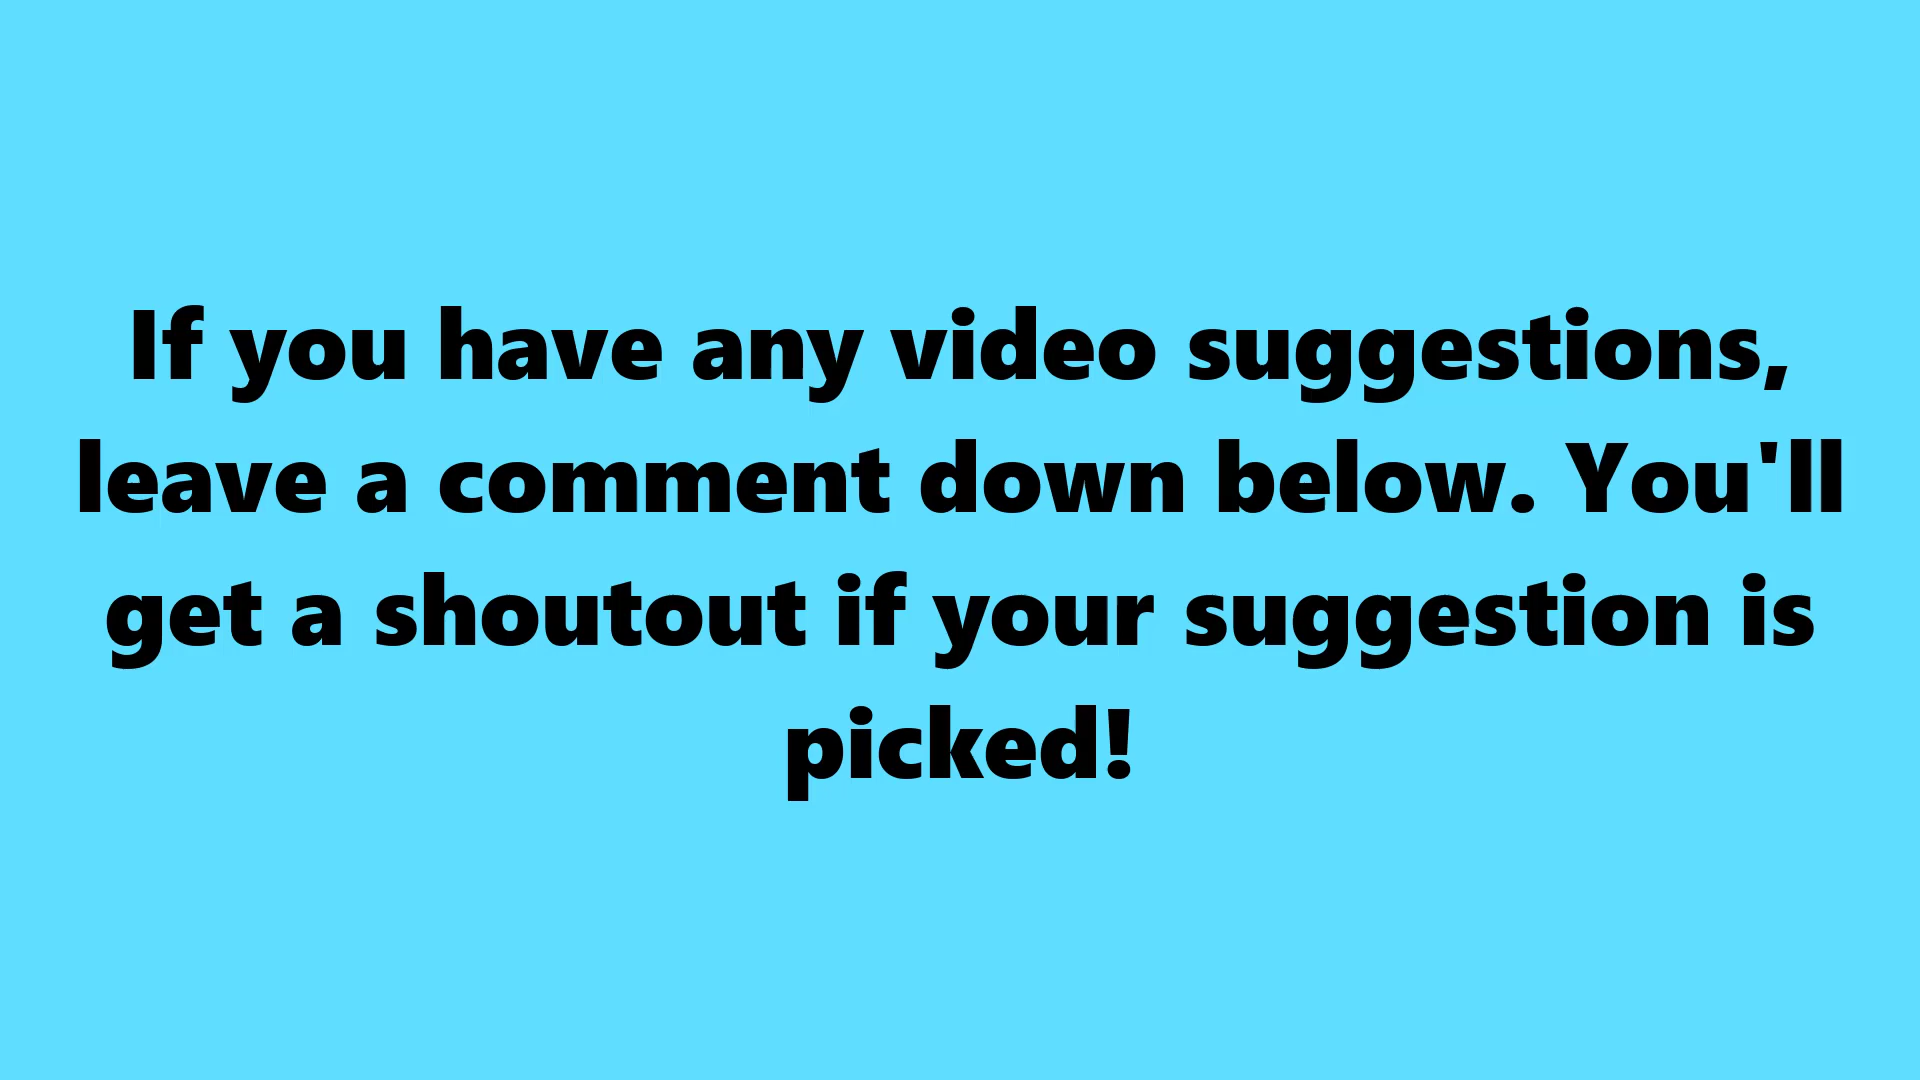 If you have any video suggestions,
leave a comment down below. You'll
get a shoutout if your suggestion is
picked!